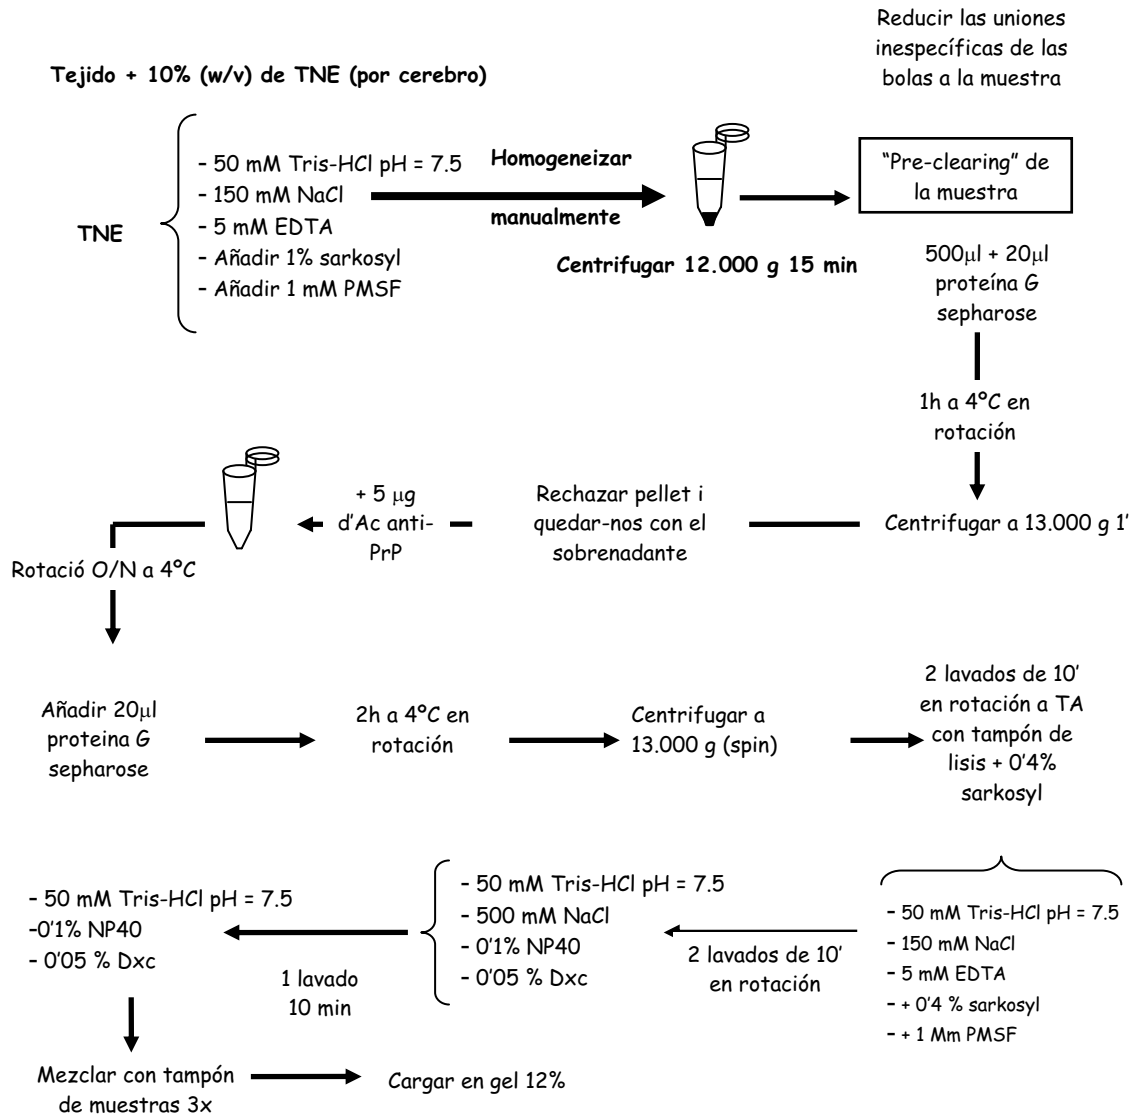 Reducir las uniones
inespecíficas de las
bolas a la muestra
Tejido + 10% (w/v) de TNE (por cerebro)
TNE
- 50 mM Tris-HCl pH = 7.5
- 150 mM NaCl
- 5 mM EDTA
- Añadir 1% sarkosyl
- Añadir 1 mM PMSF
Homogeneizar
manualmente
Centrifugar 12.000 g 15 min
"Pre-clearing" de
la muestra
500µl + 20µl
proteína G
sepharose
1h a 4ºC en
rotación
Centrifugar a 13.000 g 1'
Rechazar pellet i
quedar-nos con el
sobrenadante
+ 5 µg
d'Ac anti-
PrP
Rotació O/N a 4ºC
Añadir 20µl
proteina G
sepharose
2h a 4ºC en
rotación
Centrifugar a
13.000 g (spin)
2 lavados de 10'
en rotación a TA
con tampón de
lisis + 0'4%
sarkosyl
- 50 mM Tris-HCl pH = 7.5
- 150 mM NaCl
- 5 mM EDTA
- + 0'4 % sarkosyl
- + 1 Mm PMSF
2 lavados de 10'
en rotación
- 50 mM Tris-HCl pH = 7.5
- 500 mM NaCl
- 0'1% NP40
- 0'05 % Dxc
1 lavado
10 min
- 50 mM Tris-HCl pH = 7.5
-0'1% NP40
- 0'05 % Dxc
Mezclar con tampón
de muestras 3x
Cargar en gel 12%